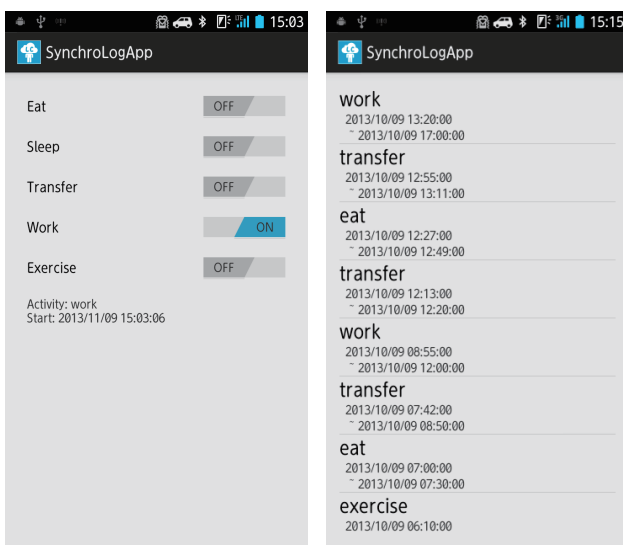 15:03
SynchroLogApp
Eat OFF
Sleep OFF
Transfer OFF
Work ON
Exercise OFF
Activity: work
Start: 2013/11/09 15:03:06
15:15
SynchroLogApp
work
2013/10/09 13:20:00
~ 2013/10/09 17:00:00
transfer
2013/10/09 12:55:00
~ 2013/10/09 13:11:00
eat
2013/10/09 12:27:00
~ 2013/10/09 12:49:00
transfer
2013/10/09 12:13:00
~ 2013/10/09 12:20:00
work
2013/10/09 08:55:00
~ 2013/10/09 12:00:00
transfer
2013/10/09 07:42:00
~ 2013/10/09 08:50:00
eat
2013/10/09 07:00:00
~ 2013/10/09 07:30:00
exercise
2013/10/09 06:10:00